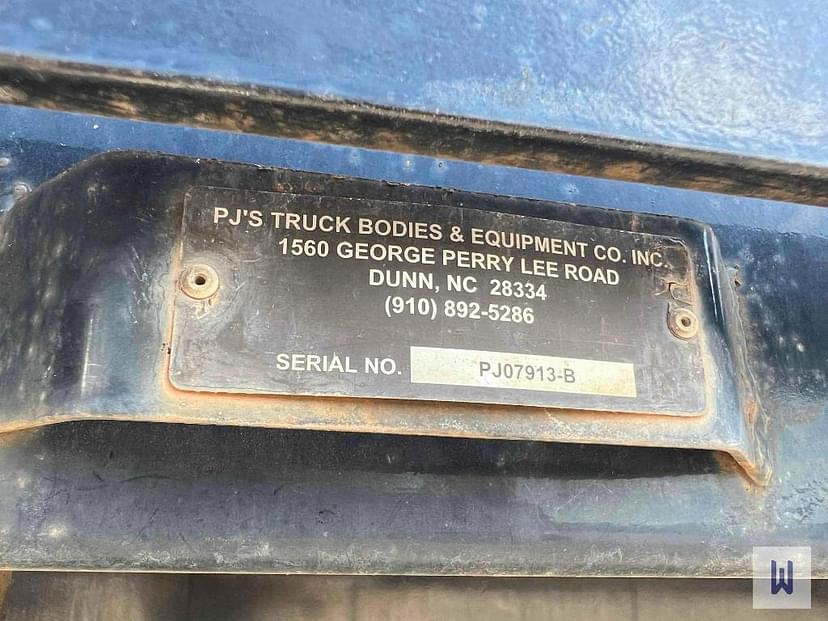 PJ'S TRUCK BODIES & EQUIPMENT CO. INC.
1560 GEORGE PERRY LEE ROAD
DUNN, NC 28334
(910) 892-5286
SERIAL NO. PJ07913-B
W